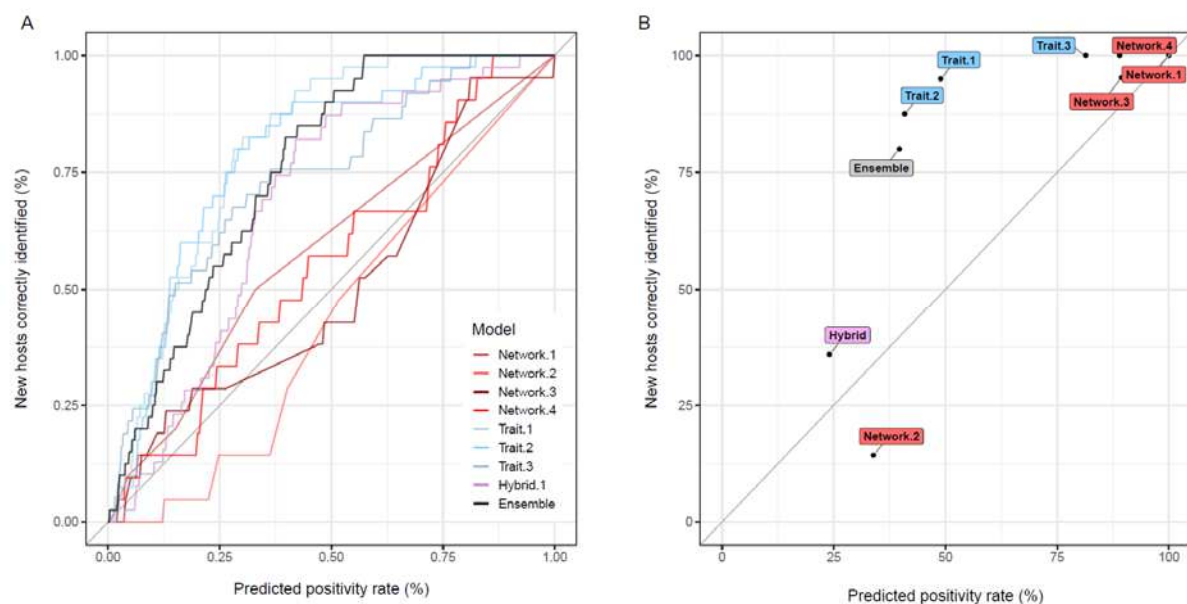 A
New hosts correctly identified (%)
1.00
0.75
0.50
0.25
0.00
0.00 0.25 0.50 0.75 1.00
Predicted positivity rate (%)
Model
Network.1
Network.2
Network.3
Network.4
Trait.1
Trait.2
Trait.3
Hybrid.1
Ensemble
B
New hosts correctly identified (%)
100
75
50
25
0
0 25 50 75 100
Predicted positivity rate (%)
Trait.3
Network.4
Trait.1
Network.1
Trait.2
Network.3
Ensemble
Hybrid
Network.2